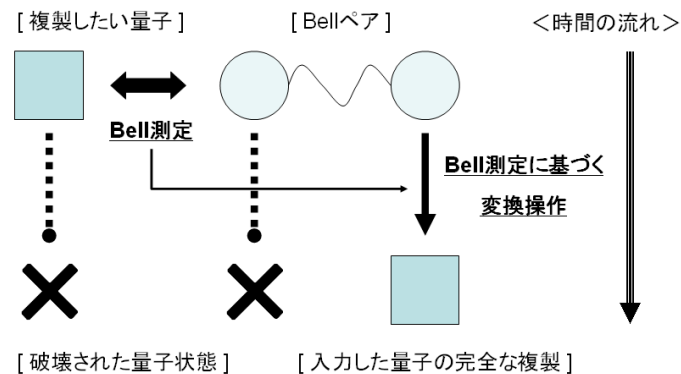 [ 複製したい量子 ]
[ Bellペア ]
＜時間の流れ＞
Bell測定
Bell測定に基づく
変換操作
[ 破壊された量子状態 ]
[ 入力した量子の完全な複製 ]